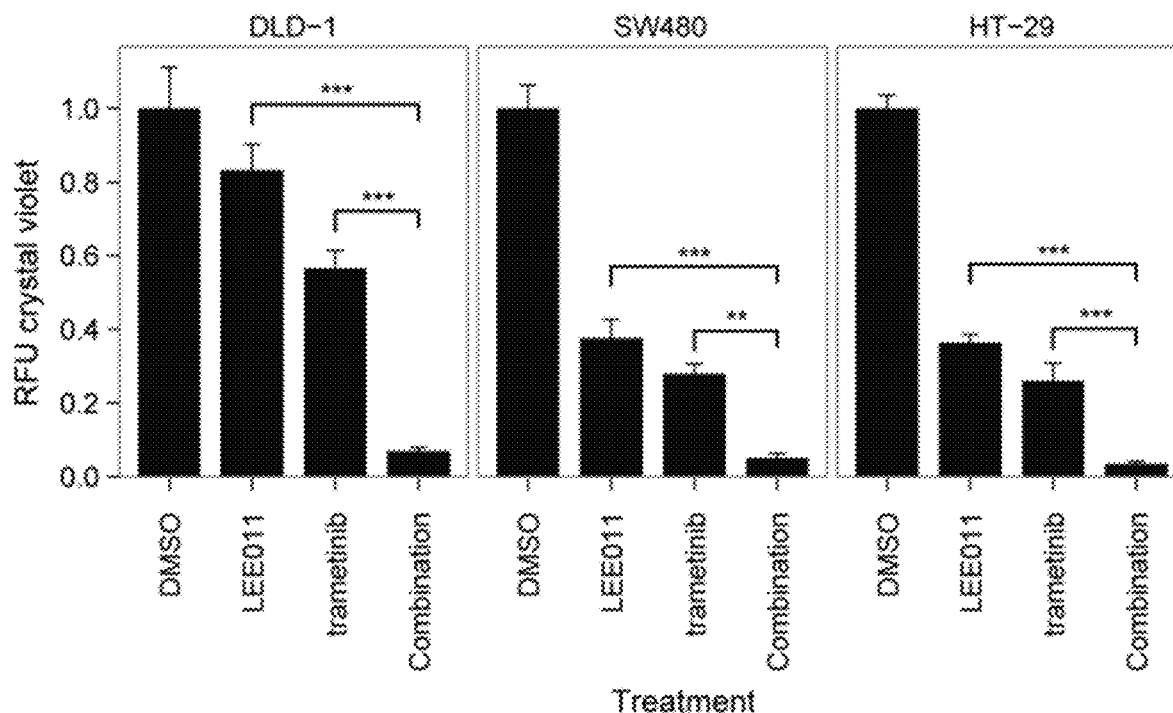 DLD-1 SW480 HT-29
RFU crystal violet
1.0
0.8
0.6
0.4
0.2
0.0
*** ***
*** **
*** ***
DMSO LEE011 trametinib Combination
DMSO LEE011 trametinib Combination
DMSO LEE011 trametinib Combination
Treatment